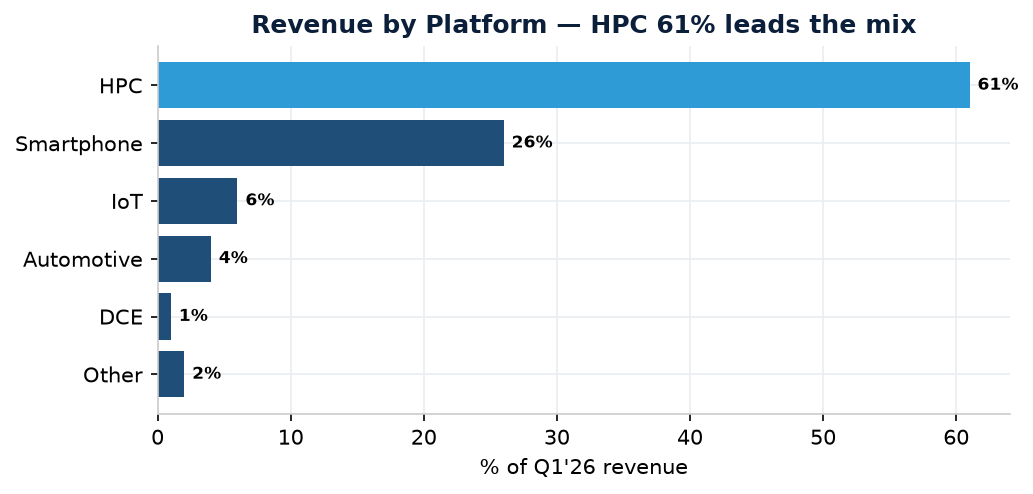 Revenue by Platform — HPC 61% leads the mix
HPC 61%
Smartphone 26%
IoT 6%
Automotive 4%
DCE 1%
Other 2%
0 10 20 30 40 50 60
% of Q1'26 revenue